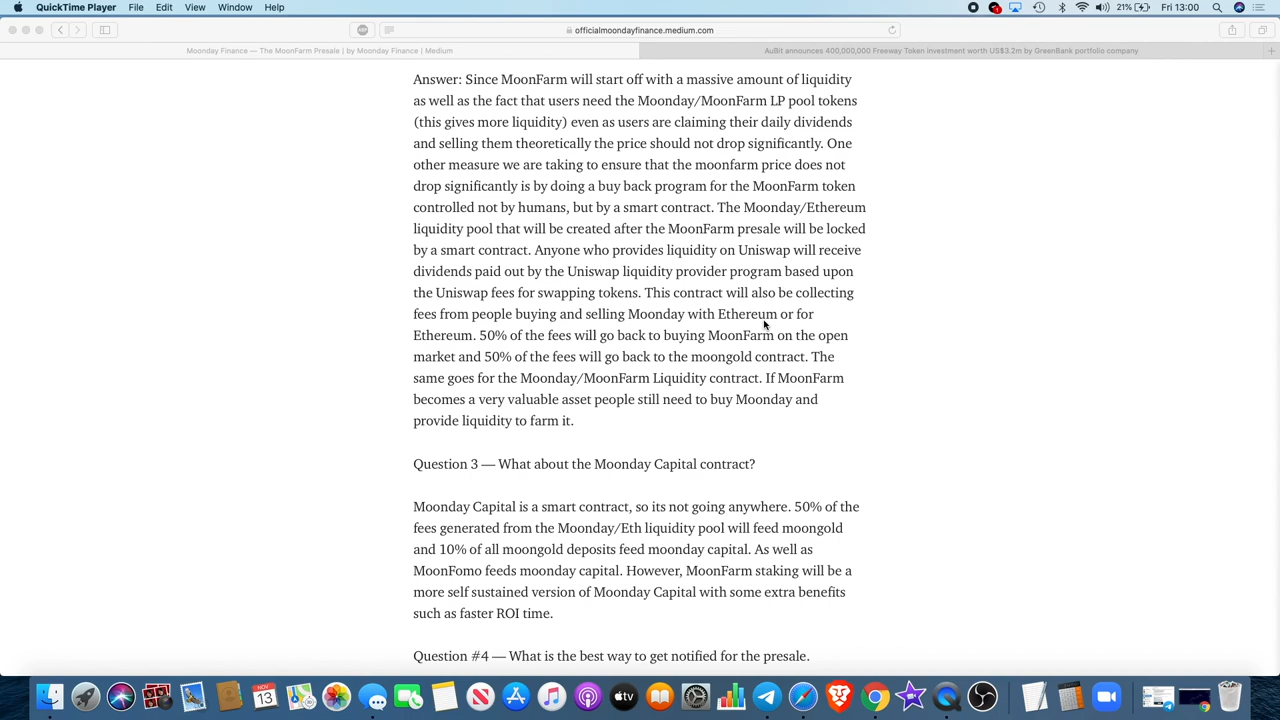 QuickTime Player File Edit View Window Help
21% Fri 13:00
officialmoondayfinance.medium.com
Moonday Finance — The MoonFarm Presale | by Moonday Finance | Medium
AuBit announces 400,000,000 Freeway Token investment worth US$3.2m by GreenBank portfolio company
Answer: Since MoonFarm will start off with a massive amount of liquidity
as well as the fact that users need the Moonday/MoonFarm LP pool tokens
(this gives more liquidity) even as users are claiming their daily dividends
and selling them theoretically the price should not drop significantly. One
other measure we are taking to ensure that the moonfarm price does not
drop significantly is by doing a buy back program for the MoonFarm token
controlled not by humans, but by a smart contract. The Moonday/Ethereum
liquidity pool that will be created after the MoonFarm presale will be locked
by a smart contract. Anyone who provides liquidity on Uniswap will receive
dividends paid out by the Uniswap liquidity provider program based upon
the Uniswap fees for swapping tokens. This contract will also be collecting
fees from people buying and selling Moonday with Ethereum or for
Ethereum. 50% of the fees will go back to buying MoonFarm on the open
market and 50% of the fees will go back to the moongold contract. The
same goes for the Moonday/MoonFarm Liquidity contract. If MoonFarm
becomes a very valuable asset people still need to buy Moonday and
provide liquidity to farm it.
Question 3 — What about the Moonday Capital contract?
Moonday Capital is a smart contract, so its not going anywhere. 50% of the
fees generated from the Moonday/Eth liquidity pool will feed moongold
and 10% of all moongold deposits feed moonday capital. As well as
MoonFomo feeds moonday capital. However, MoonFarm staking will be a
more self sustained version of Moonday Capital with some extra benefits
such as faster ROI time.
Question #4 — What is the best way to get notified for the presale.
NOV
13
tv